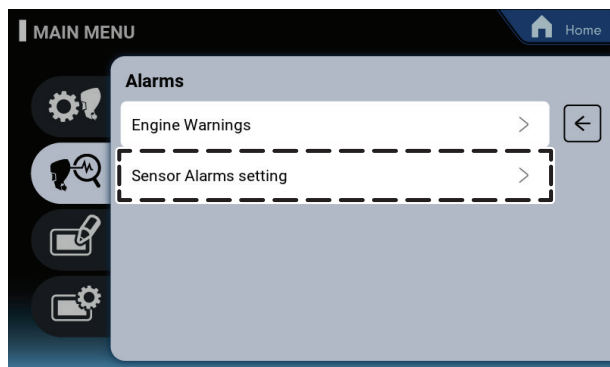 MAIN MENU
Home
Alarms
Engine Warnings
Sensor Alarms setting